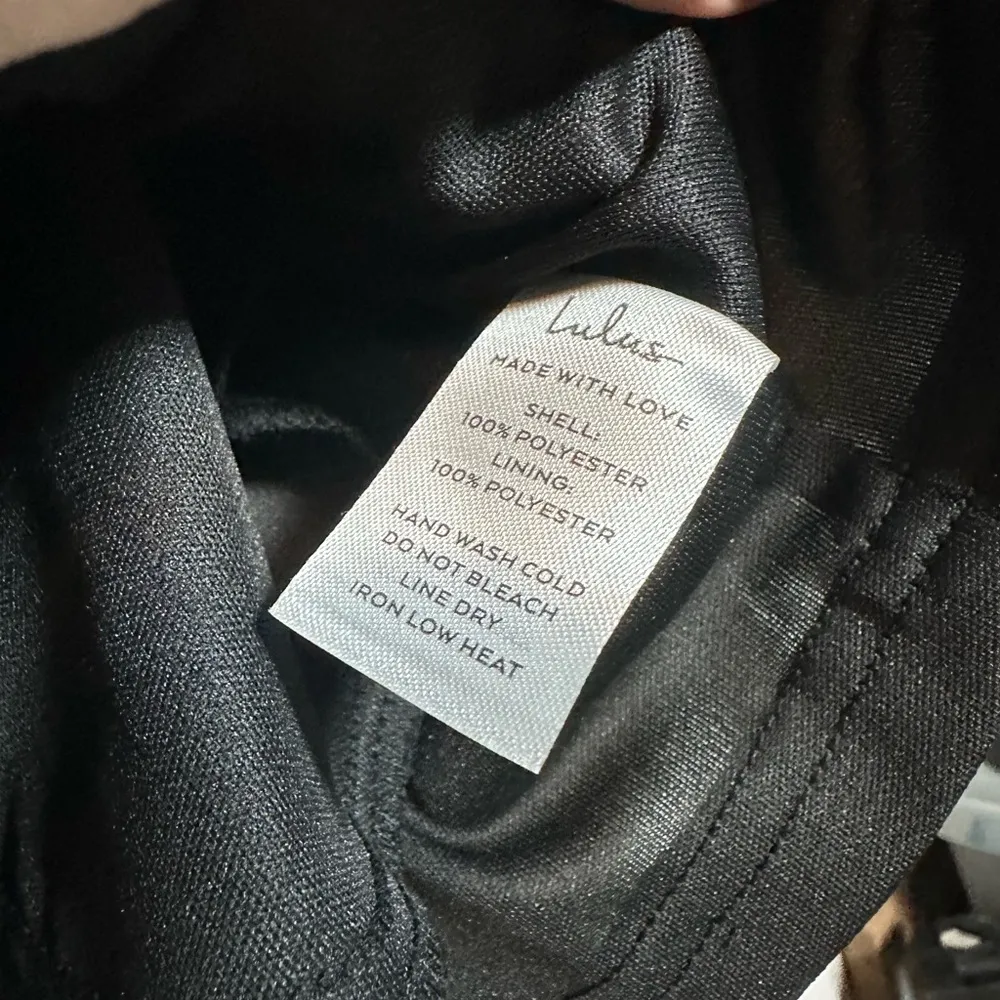 Lulus
MADE WITH LOVE
SHELL:
100% POLYESTER
LINING:
100% POLYESTER
HAND WASH COLD
DO NOT BLEACH
LINE DRY
IRON LOW HEAT